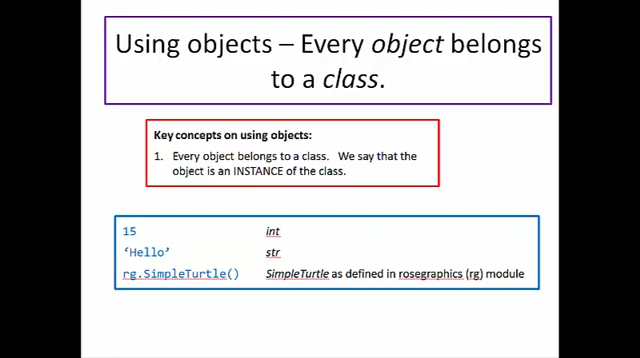 Using objects – Every object belongs
to a class.
Key concepts on using objects:
1. Every object belongs to a class. We say that the
object is an INSTANCE of the class.
15 int
‘Hello’ str
rg.SimpleTurtle() SimpleTurtle as defined in rosegraphics (rg) module